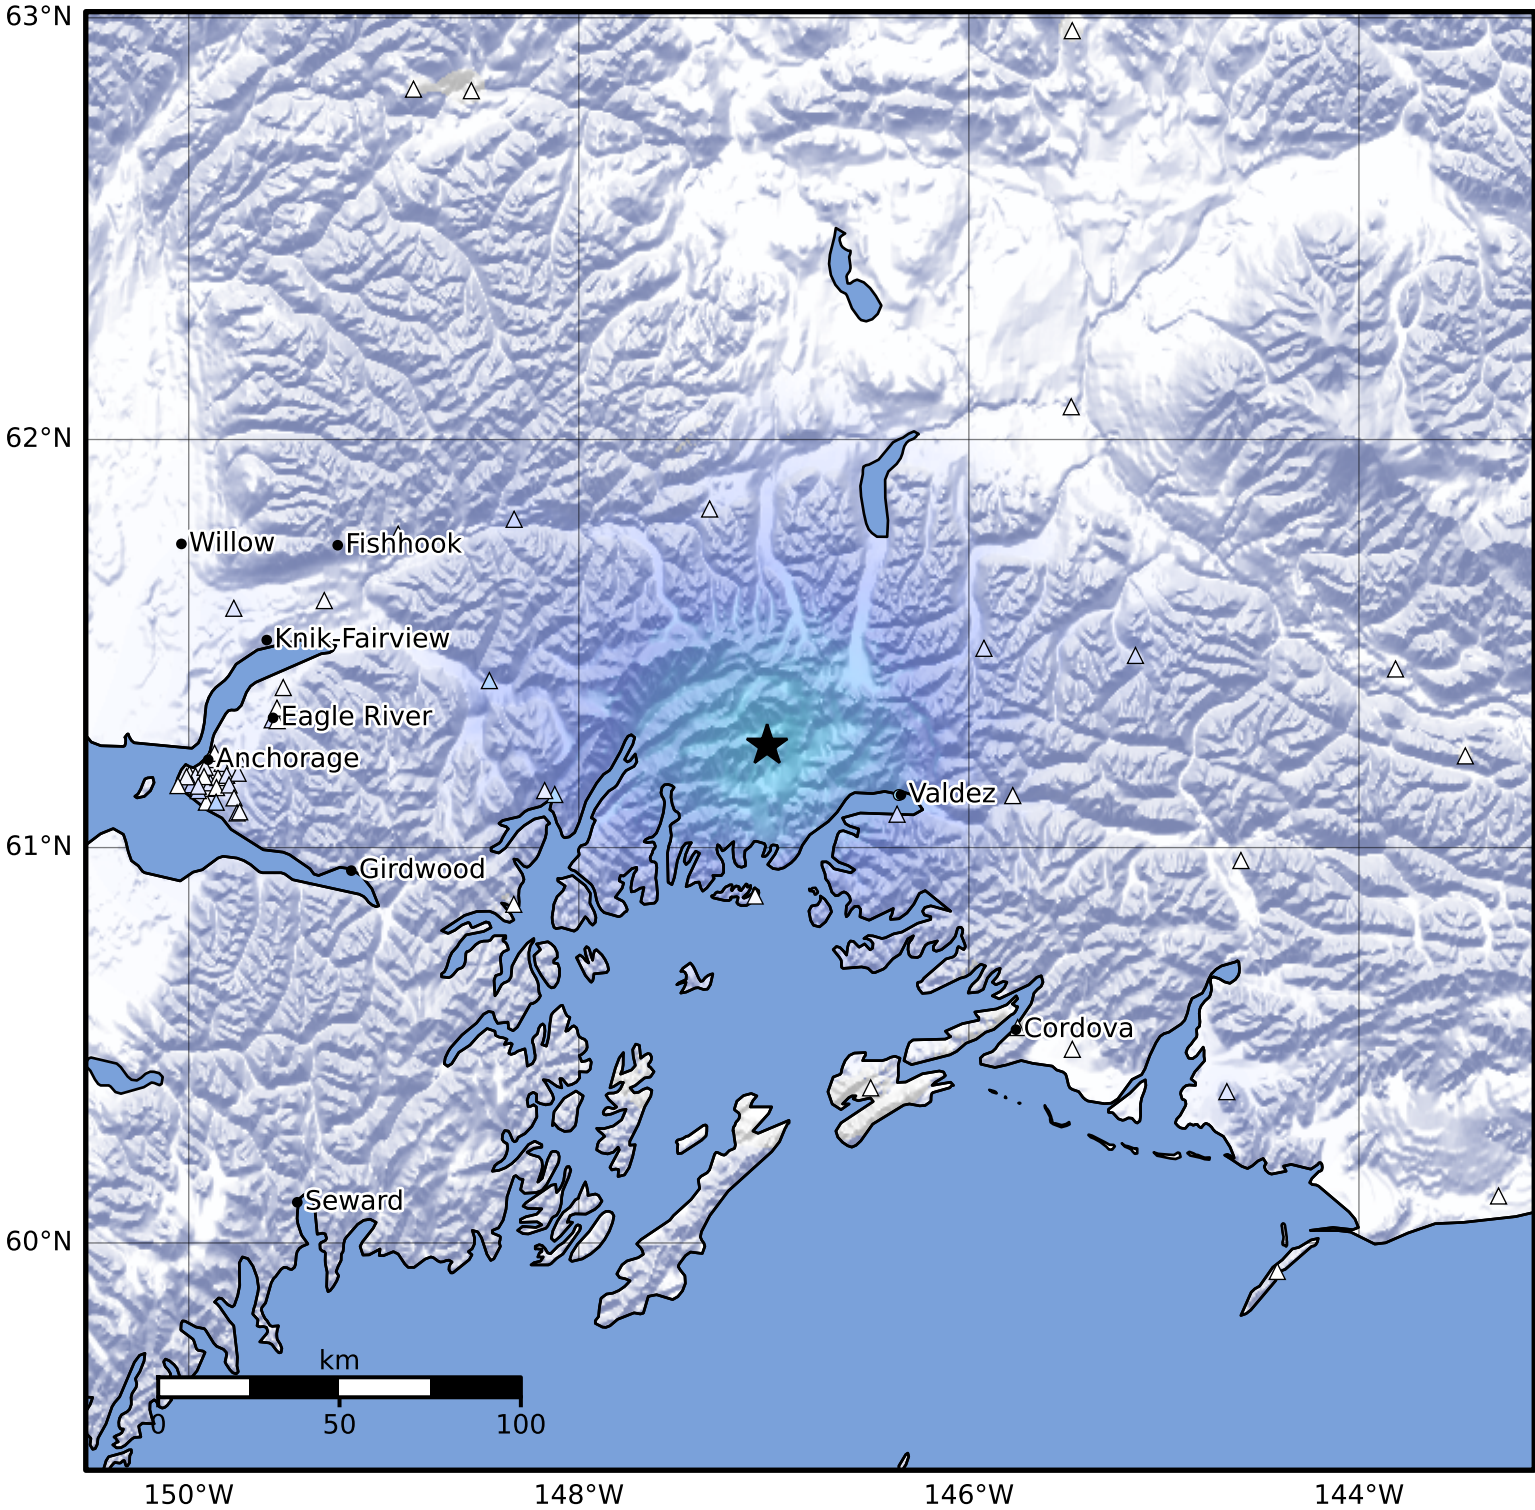 63°N
62°N
Willow
Fishhook
Knik-Fairview
Eagle River
Anchorage
Valdez
61°N
Girdwood
Cordova
Seward
60°N
km
0 50 100
150°W 148°W 146°W 144°W